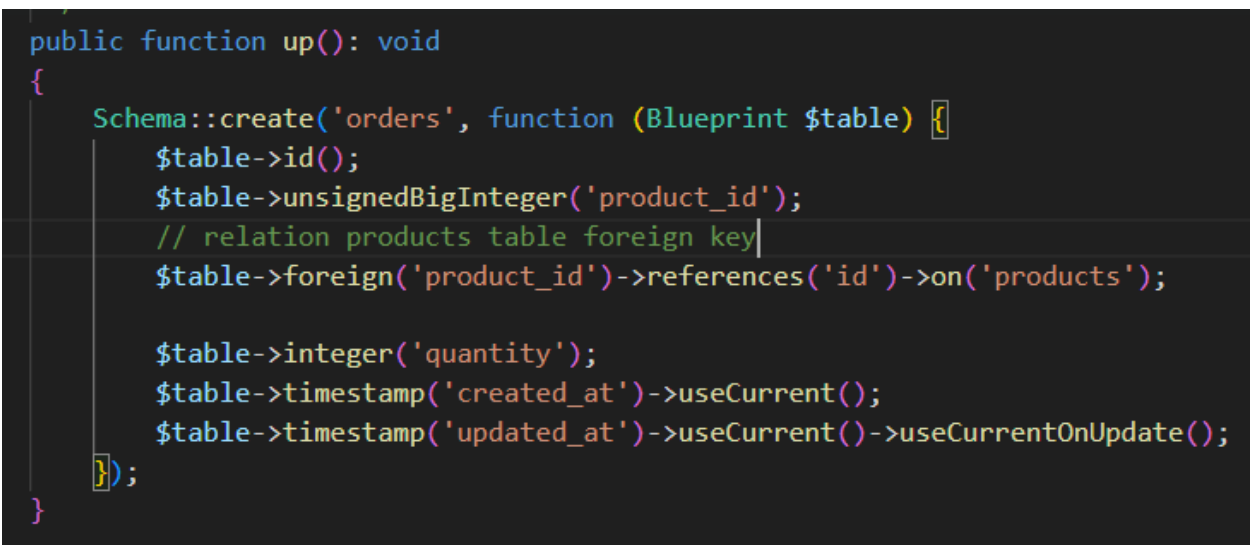 public function up(): void
{
    Schema::create('orders', function (Blueprint $table) {
        $table->id();
        $table->unsignedBigInteger('product_id');
        // relation products table foreign key
        $table->foreign('product_id')->references('id')->on('products');

        $table->integer('quantity');
        $table->timestamp('created_at')->useCurrent();
        $table->timestamp('updated_at')->useCurrent()->useCurrentOnUpdate();
    });
}